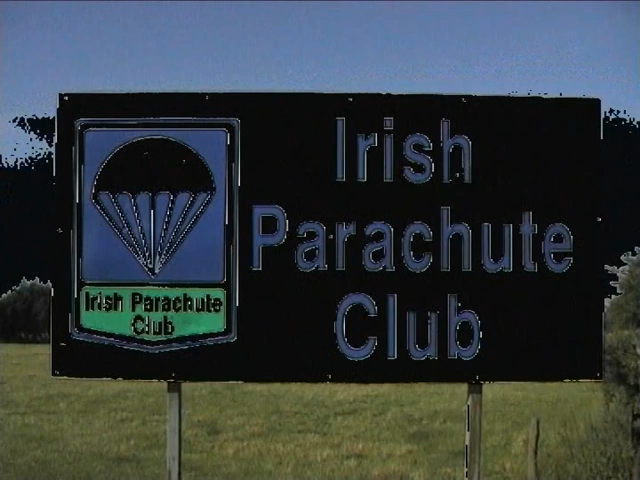 Irish Parachute
Club
Irish
Parachute
Club